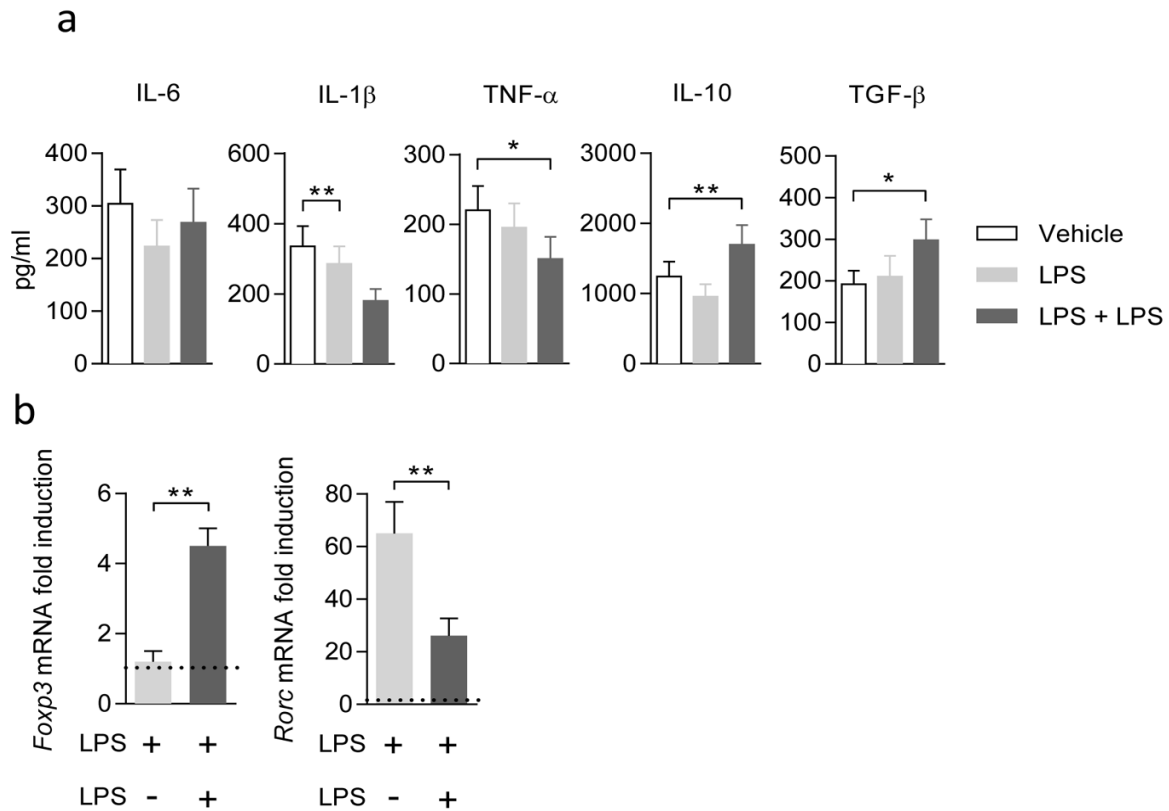 a
IL-6
IL-1β
TNF-α
IL-10
TGF-β
pg/ml
400
300
200
100
0
600
400
200
0
**
300
200
100
0
*
3000
2000
1000
0
**
500
400
300
200
100
0
*
Vehicle
LPS
LPS + LPS
b
Foxp3 mRNA fold induction
6
4
2
0
**
LPS + +
LPS - +
Rorc mRNA fold induction
80
60
40
20
0
**
LPS + +
LPS - +